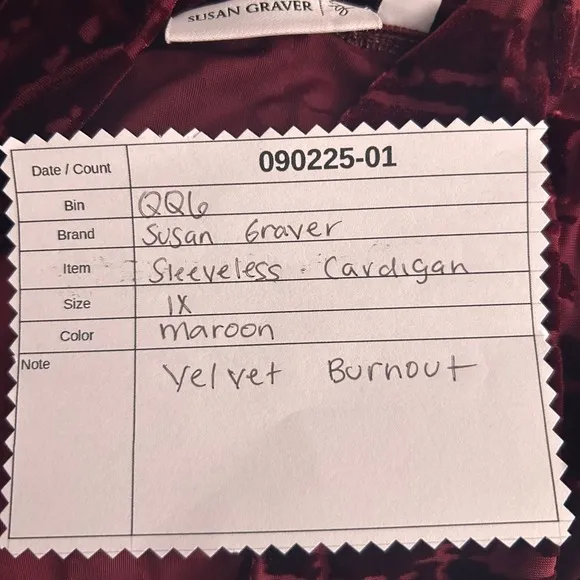 SUSAN GRAVER
Date / Count 090225-01
Bin QQ6
Brand Susan Graver
Item Sleeveless Cardigan
Size 1X
Color maroon
Note Velvet Burnout